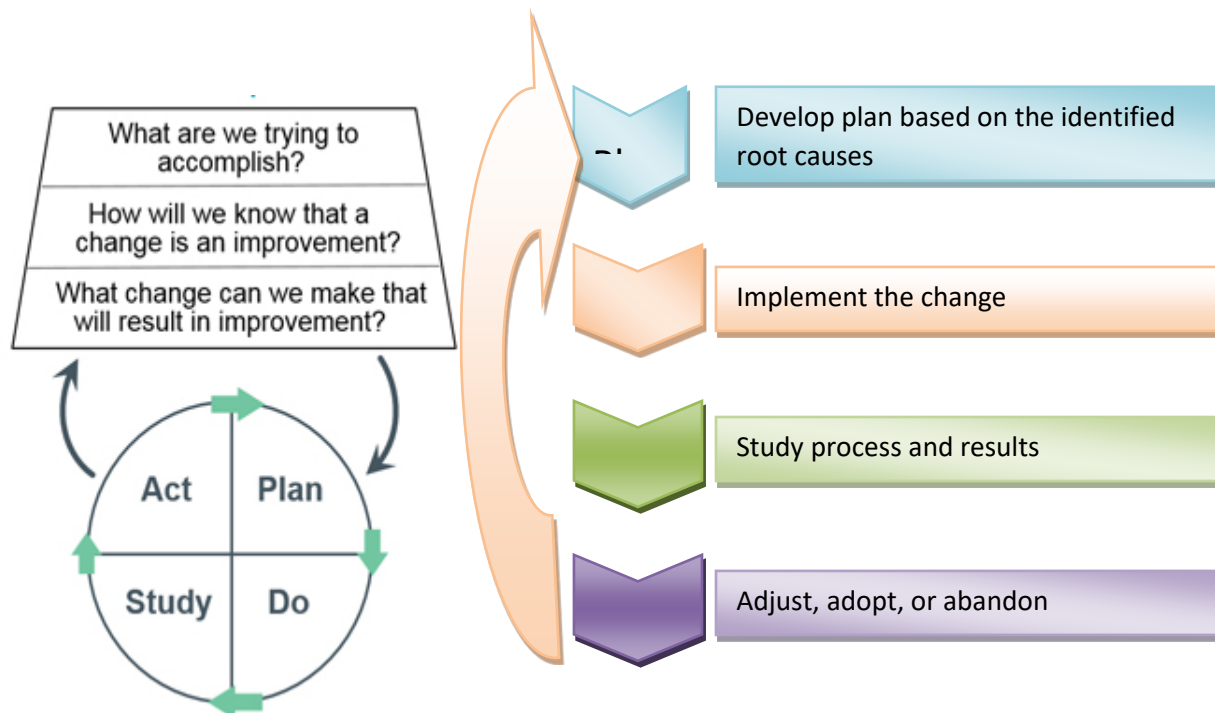 What are we trying to
accomplish?
How will we know that a
change is an improvement?
What change can we make that
will result in improvement?
Act
Plan
Study
Do
Develop plan based on the identified
root causes
Implement the change
Study process and results
Adjust, adopt, or abandon